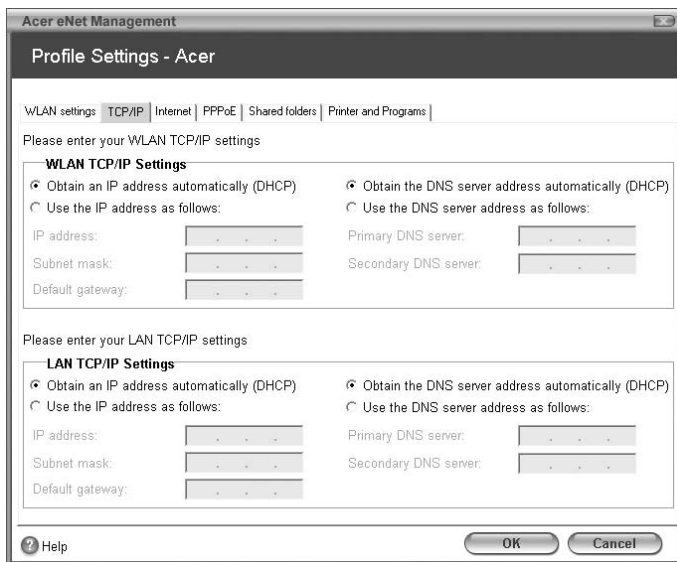 Acer eNet Management
Profile Settings - Acer
WLAN settings TCP/IP Internet PPPoE Shared folders Printer and Programs
Please enter your WLAN TCP/IP settings
WLAN TCP/IP Settings
Obtain an IP address automatically (DHCP) Obtain the DNS server address automatically (DHCP)
Use the IP address as follows: Use the DNS server address as follows:
IP address: Primary DNS server:
Subnet mask: Secondary DNS server:
Default gateway:
Please enter your LAN TCP/IP settings
LAN TCP/IP Settings
Obtain an IP address automatically (DHCP) Obtain the DNS server address automatically (DHCP)
Use the IP address as follows: Use the DNS server address as follows:
IP address: Primary DNS server:
Subnet mask: Secondary DNS server:
Default gateway:
? Help OK Cancel